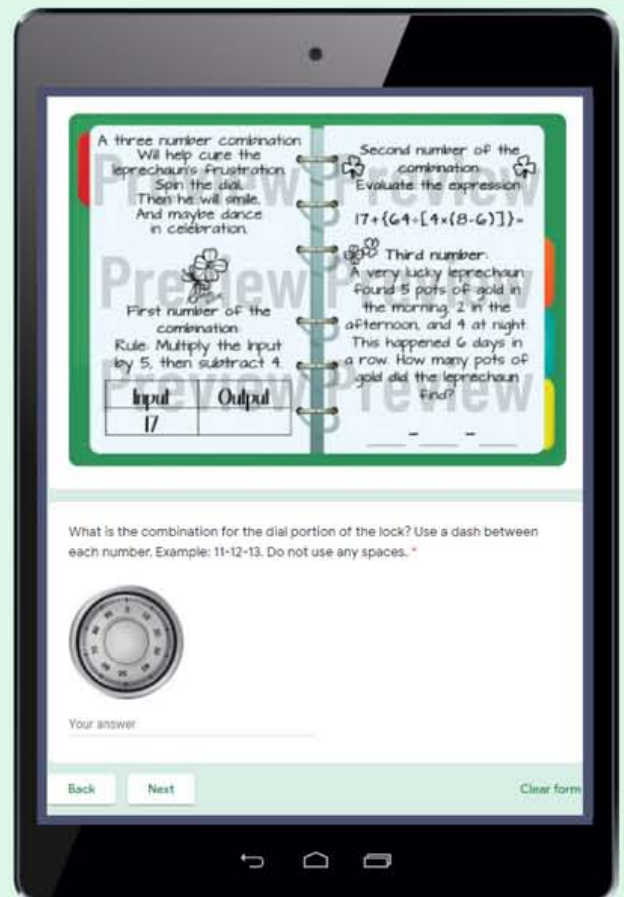 A three number combination
Will help cure the
leprechaun's frustration.
Spin the dial.
Then he will smile,
And maybe dance
in celebration.
First number of the
combination:
Rule: Multiply the input
by 5, then subtract 4.
Input Output
17
Second number of the
combination:
Evaluate the expression:
17+{64÷[4×(8-6)]}=
Third number:
A very lucky leprechaun
found 5 pots of gold in
the morning, 2 in the
afternoon, and 4 at night.
This happened 6 days in
a row. How many pots of
gold did the leprechaun
find?
___-___-___
Preview Preview
Preview Preview
Preview Preview
What is the combination for the dial portion of the lock? Use a dash between
each number. Example: 11-12-13. Do not use any spaces. *
Your answer
Back Next Clear form